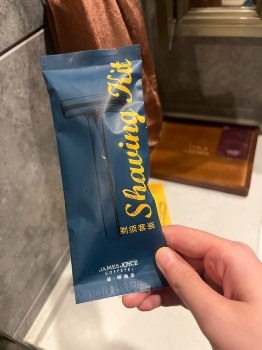 Shaving Kit
剃须套装
JAMES JOYCE
COFFETEL